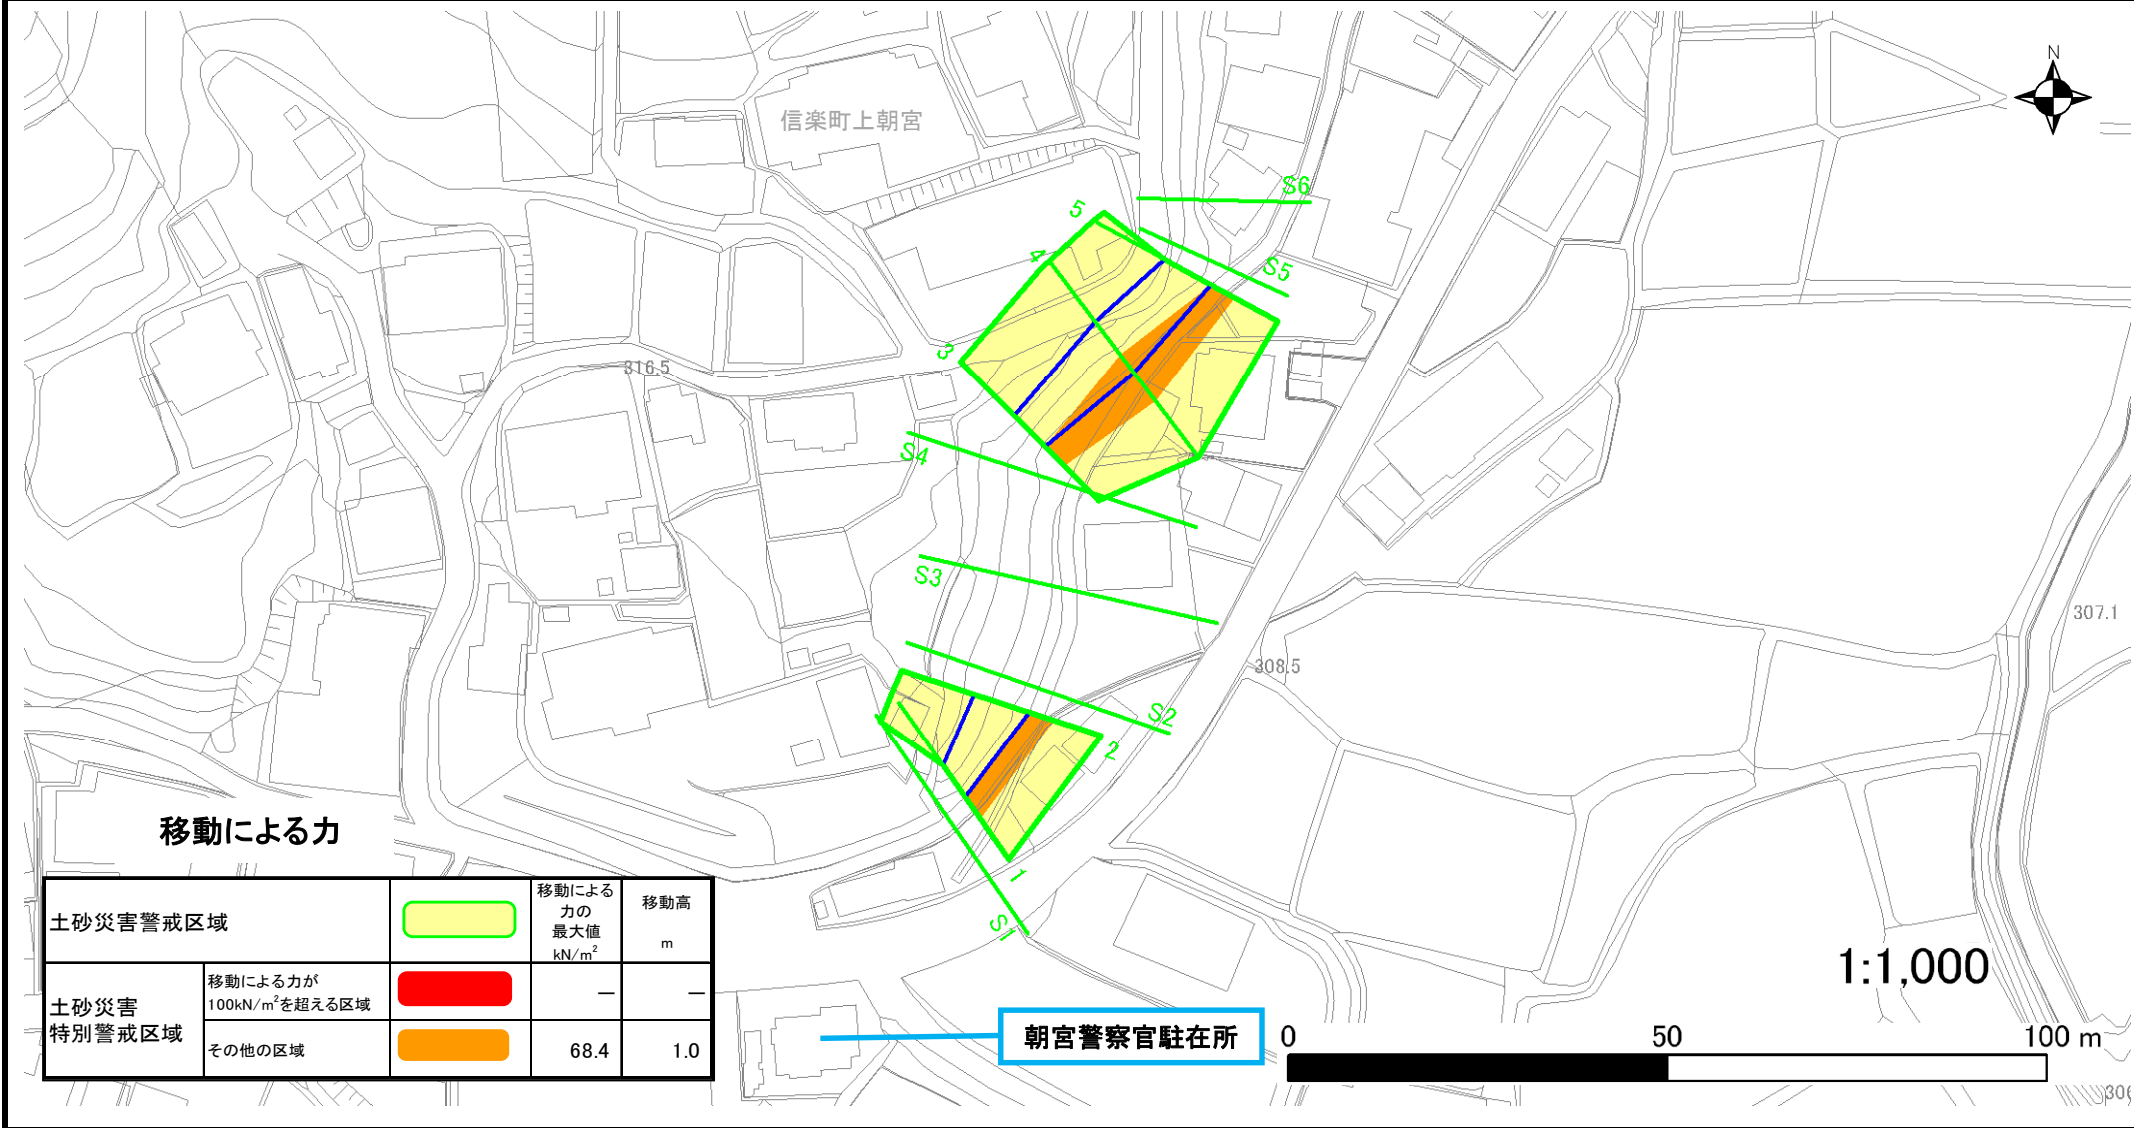 N
信楽町上朝宮
S6
5
4
S5
3
316.5
S4
S3
307.1
308.5
S2
2
1
S1
移動による力
土砂災害警戒区域
移動による
力の
最大値
kN/m²
移動高
m
土砂災害
特別警戒区域
移動による力が
100kN/m²を超える区域
—
—
その他の区域
68.4
1.0
朝宮警察官駐在所
1:1,000
0 50 100 m